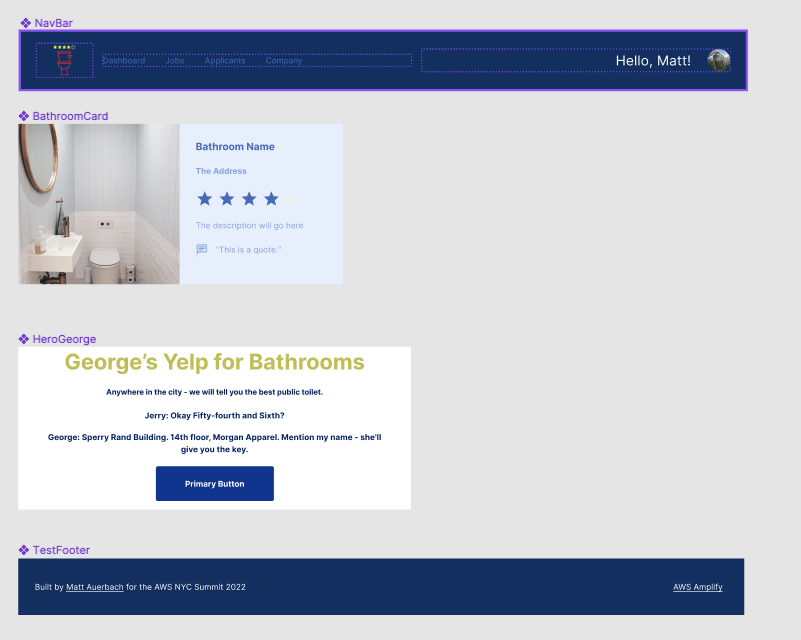 NavBar
Dashboard Jobs Applicants Company Hello, Matt!
BathroomCard
Bathroom Name
The Address
The description will go here
"This is a quote."
HeroGeorge
George's Yelp for Bathrooms
Anywhere in the city - we will tell you the best public toilet.
Jerry: Okay Fifty-fourth and Sixth?
George: Sperry Rand Building. 14th floor, Morgan Apparel. Mention my name - she'll
give you the key.
Primary Button
TestFooter
Built by Matt Auerbach for the AWS NYC Summit 2022 AWS Amplify